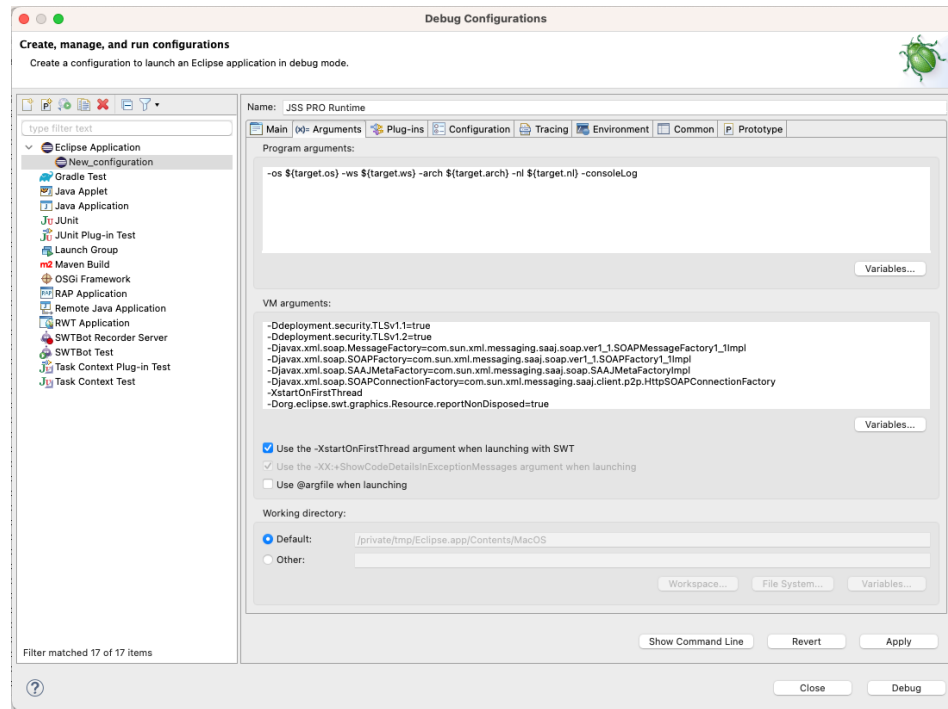 Debug Configurations
Create, manage, and run configurations
Create a configuration to launch an Eclipse application in debug mode.
type filter text
Eclipse Application
New_configuration
Gradle Test
Java Applet
Java Application
JUnit
JUnit Plug-in Test
Launch Group
m2 Maven Build
OSGi Framework
RAP Application
Remote Java Application
RWT Application
SWTBot Recorder Server
SWTBot Test
Task Context Plug-in Test
Task Context Test
Filter matched 17 of 17 items
Name: JSS PRO Runtime
Main (x)= Arguments Plug-ins Configuration Tracing Environment Common P Prototype
Program arguments:
-os ${target.os} -ws ${target.ws} -arch ${target.arch} -nl ${target.nl} -consoleLog
Variables...
VM arguments:
-Ddeployment.security.TLSv1.1=true
-Ddeployment.security.TLSv1.2=true
-Djavax.xml.soap.MessageFactory=com.sun.xml.messaging.saaj.soap.ver1_1.SOAPMessageFactory1_1Impl
-Djavax.xml.soap.SOAPFactory=com.sun.xml.messaging.saaj.soap.ver1_1.SOAPFactory1_1Impl
-Djavax.xml.soap.SAAJMetaFactory=com.sun.xml.messaging.saaj.soap.SAAJMetaFactoryImpl
-Djavax.xml.soap.SOAPConnectionFactory=com.sun.xml.messaging.saaj.client.p2p.HttpSOAPConnectionFactory
-XstartOnFirstThread
-Dorg.eclipse.swt.graphics.Resource.reportNonDisposed=true
Variables...
Use the -XstartOnFirstThread argument when launching with SWT
Use the -XX:+ShowCodeDetailsInExceptionMessages argument when launching
Use @argfile when launching
Working directory:
Default: /private/tmp/Eclipse.app/Contents/MacOS
Other:
Workspace... File System... Variables...
Show Command Line Revert Apply
? Close Debug